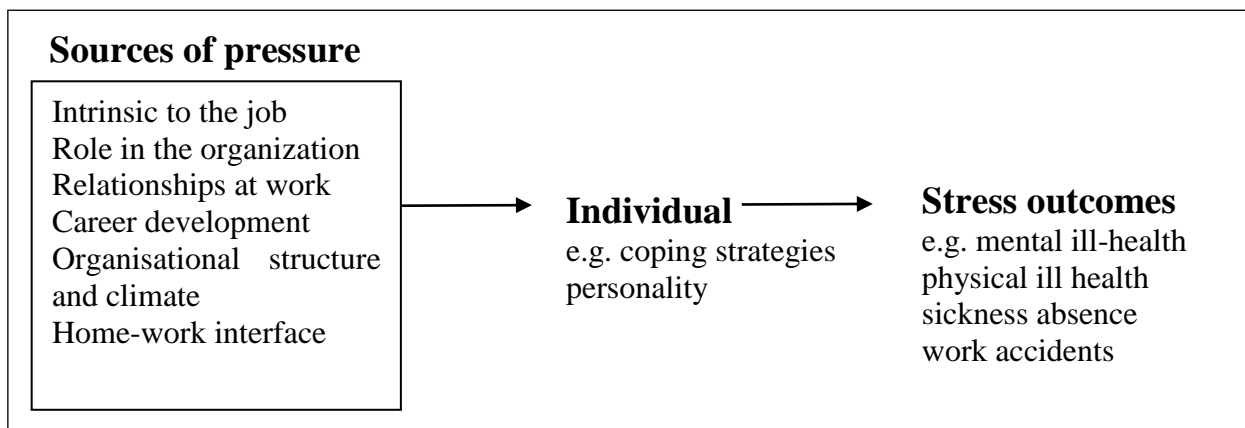 Sources of pressure
Intrinsic to the job
Role in the organization
Relationships at work
Career development
Organisational structure
and climate
Home-work interface
Individual
e.g. coping strategies
personality
Stress outcomes
e.g. mental ill-health
physical ill health
sickness absence
work accidents